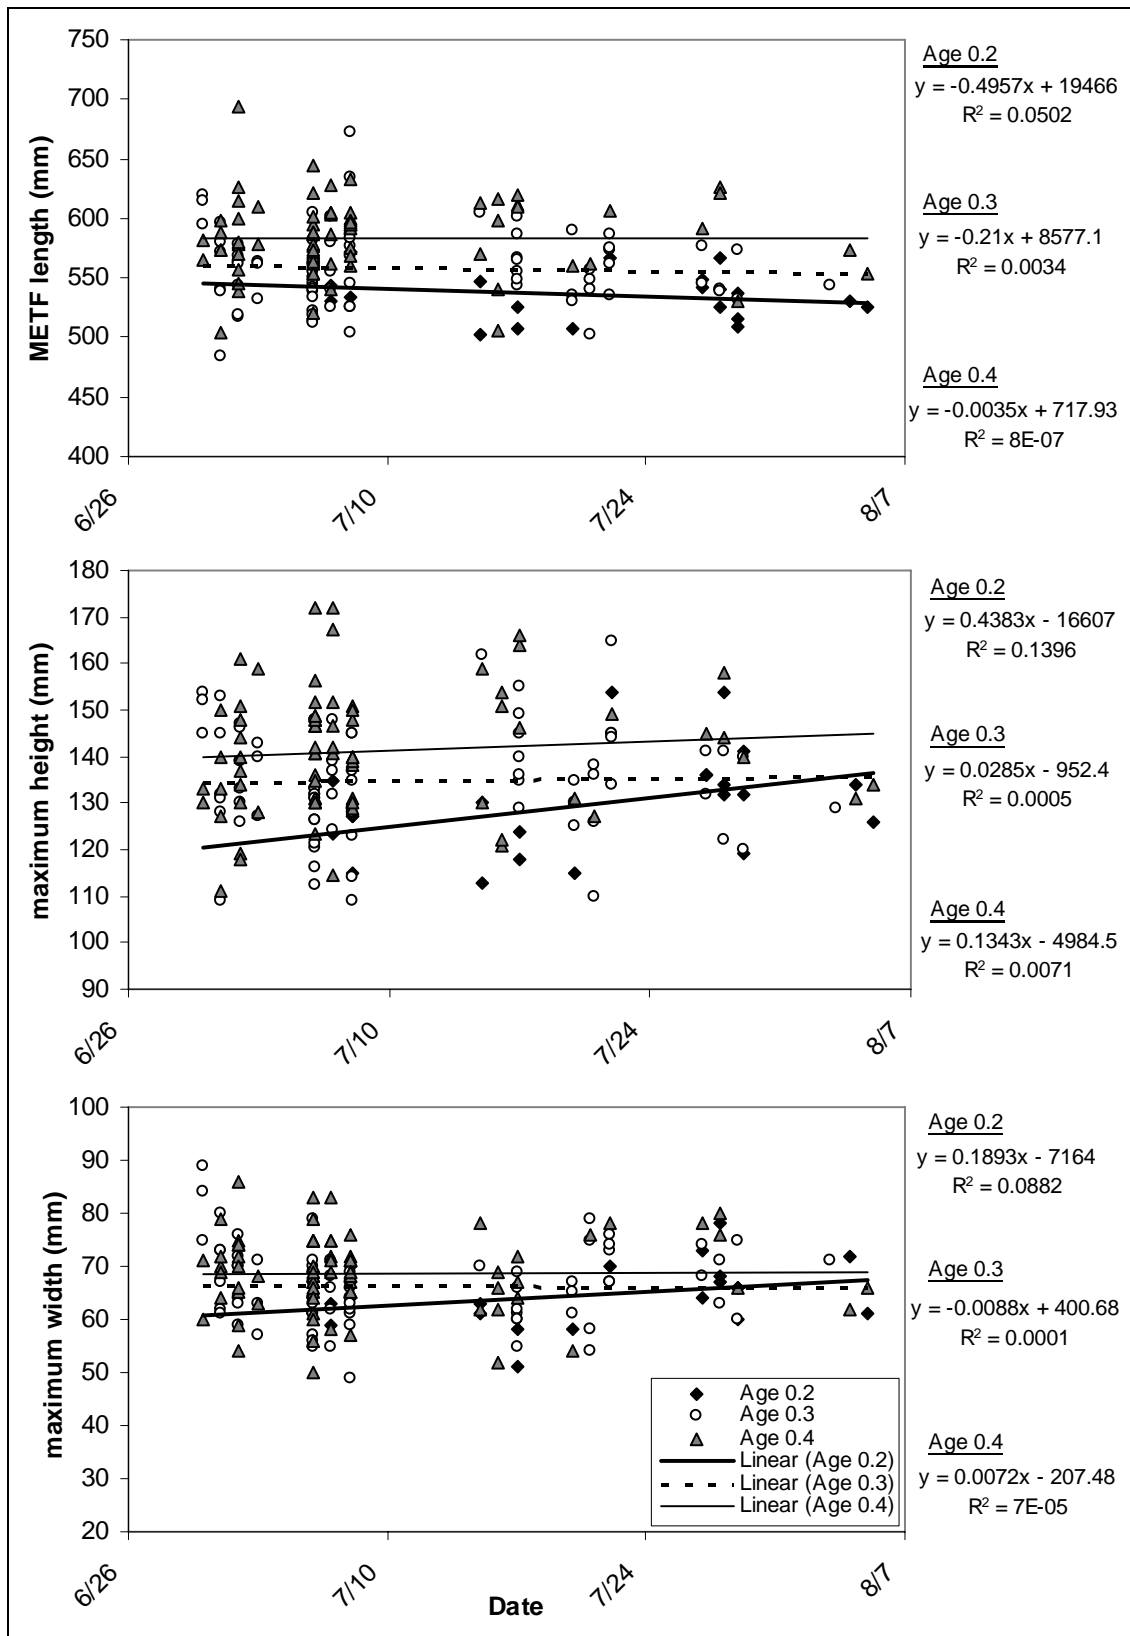 METF length (mm)
750
700
650
600
550
500
450
400
6/26
7/10
7/24
8/7
Age 0.2
y = -0.4957x + 19466
R² = 0.0502
Age 0.3
y = -0.21x + 8577.1
R² = 0.0034
Age 0.4
y = -0.0035x + 717.93
R² = 8E-07
maximum height (mm)
180
170
160
150
140
130
120
110
100
90
6/26
7/10
7/24
8/7
Age 0.2
y = 0.4383x - 16607
R² = 0.1396
Age 0.3
y = 0.0285x - 952.4
R² = 0.0005
Age 0.4
y = 0.1343x - 4984.5
R² = 0.0071
maximum width (mm)
100
90
80
70
60
50
40
30
20
6/26
7/10
7/24
8/7
Date
Age 0.2
Age 0.3
Age 0.4
Linear (Age 0.2)
Linear (Age 0.3)
Linear (Age 0.4)
Age 0.2
y = 0.1893x - 7164
R² = 0.0882
Age 0.3
y = -0.0088x + 400.68
R² = 0.0001
Age 0.4
y = 0.0072x - 207.48
R² = 7E-05